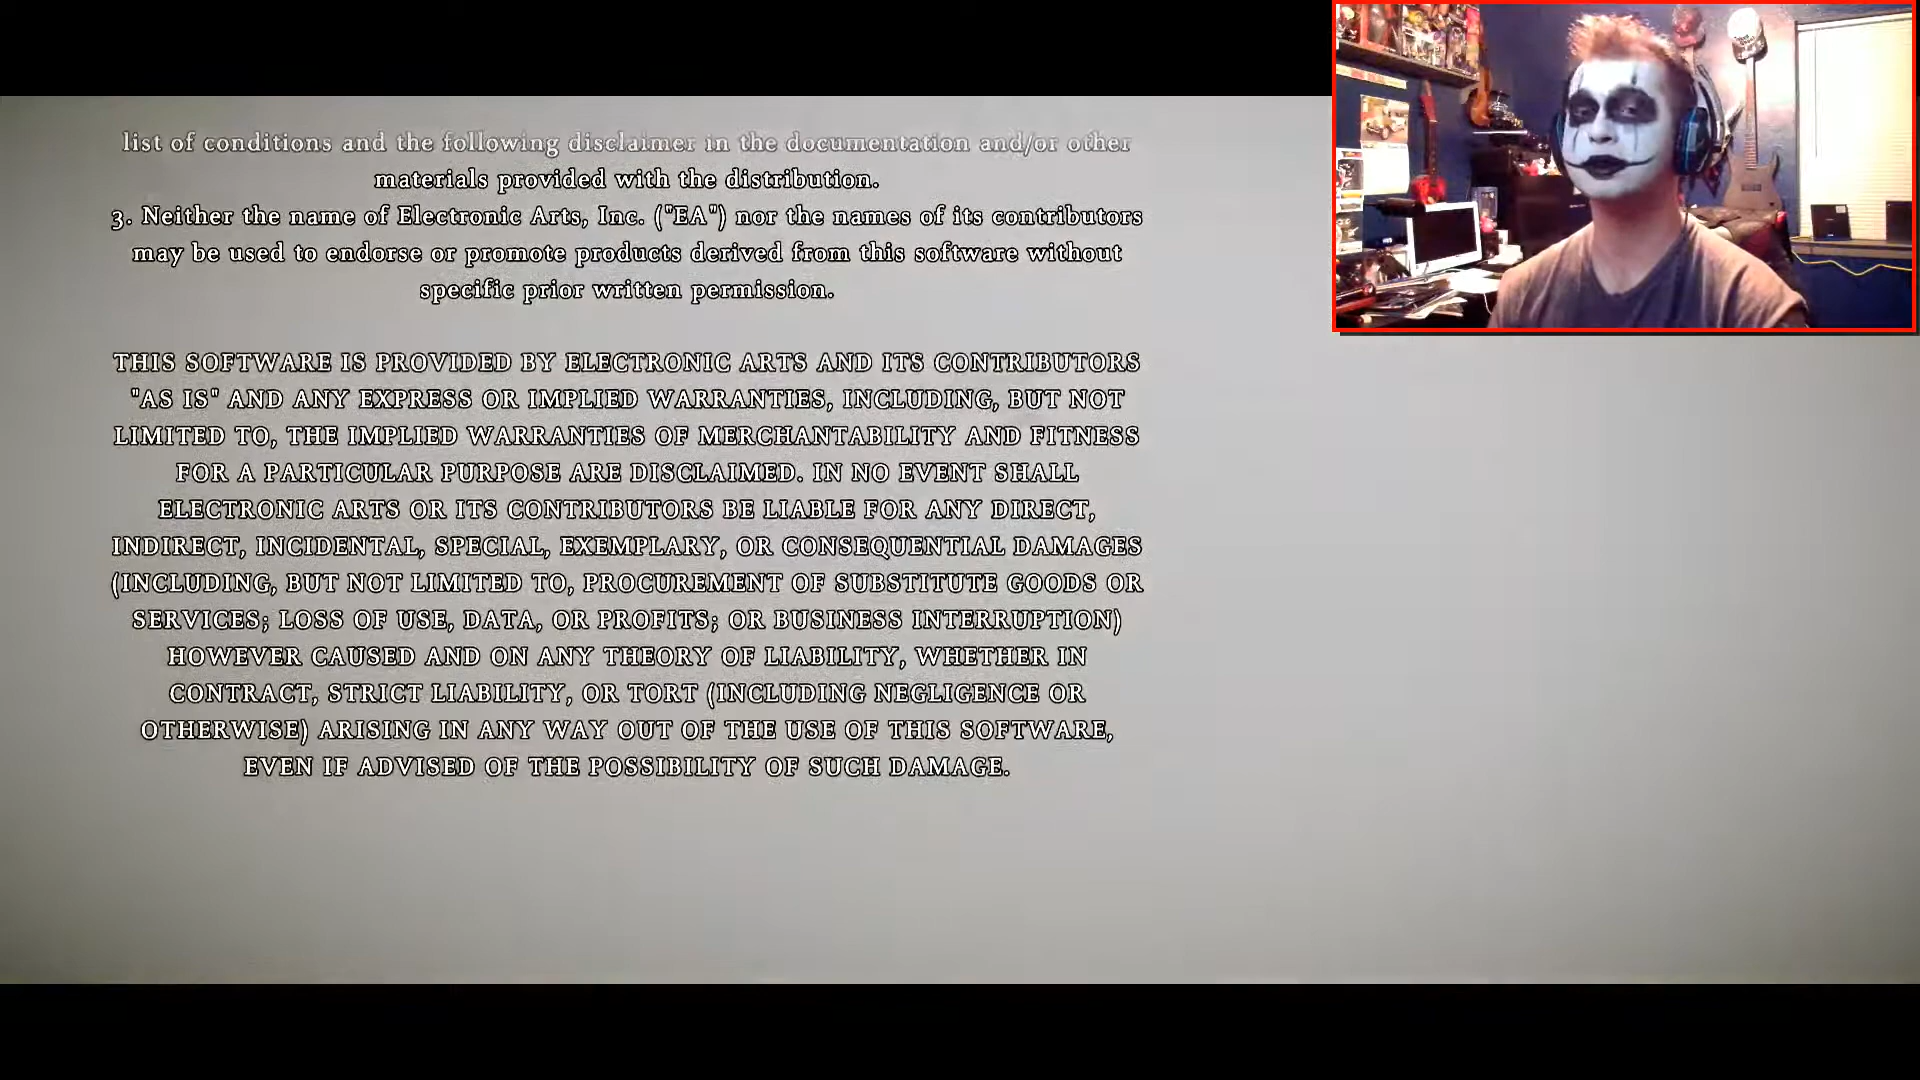 list of conditions and the following disclaimer in the documentation and/or other
materials provided with the distribution.
3. Neither the name of Electronic Arts, Inc. ("EA") nor the names of its contributors
may be used to endorse or promote products derived from this software without
specific prior written permission.
THIS SOFTWARE IS PROVIDED BY ELECTRONIC ARTS AND ITS CONTRIBUTORS
"AS IS" AND ANY EXPRESS OR IMPLIED WARRANTIES, INCLUDING, BUT NOT
LIMITED TO, THE IMPLIED WARRANTIES OF MERCHANTABILITY AND FITNESS
FOR A PARTICULAR PURPOSE ARE DISCLAIMED. IN NO EVENT SHALL
ELECTRONIC ARTS OR ITS CONTRIBUTORS BE LIABLE FOR ANY DIRECT,
INDIRECT, INCIDENTAL, SPECIAL, EXEMPLARY, OR CONSEQUENTIAL DAMAGES
(INCLUDING, BUT NOT LIMITED TO, PROCUREMENT OF SUBSTITUTE GOODS OR
SERVICES; LOSS OF USE, DATA, OR PROFITS; OR BUSINESS INTERRUPTION)
HOWEVER CAUSED AND ON ANY THEORY OF LIABILITY, WHETHER IN
CONTRACT, STRICT LIABILITY, OR TORT (INCLUDING NEGLIGENCE OR
OTHERWISE) ARISING IN ANY WAY OUT OF THE USE OF THIS SOFTWARE,
EVEN IF ADVISED OF THE POSSIBILITY OF SUCH DAMAGE.